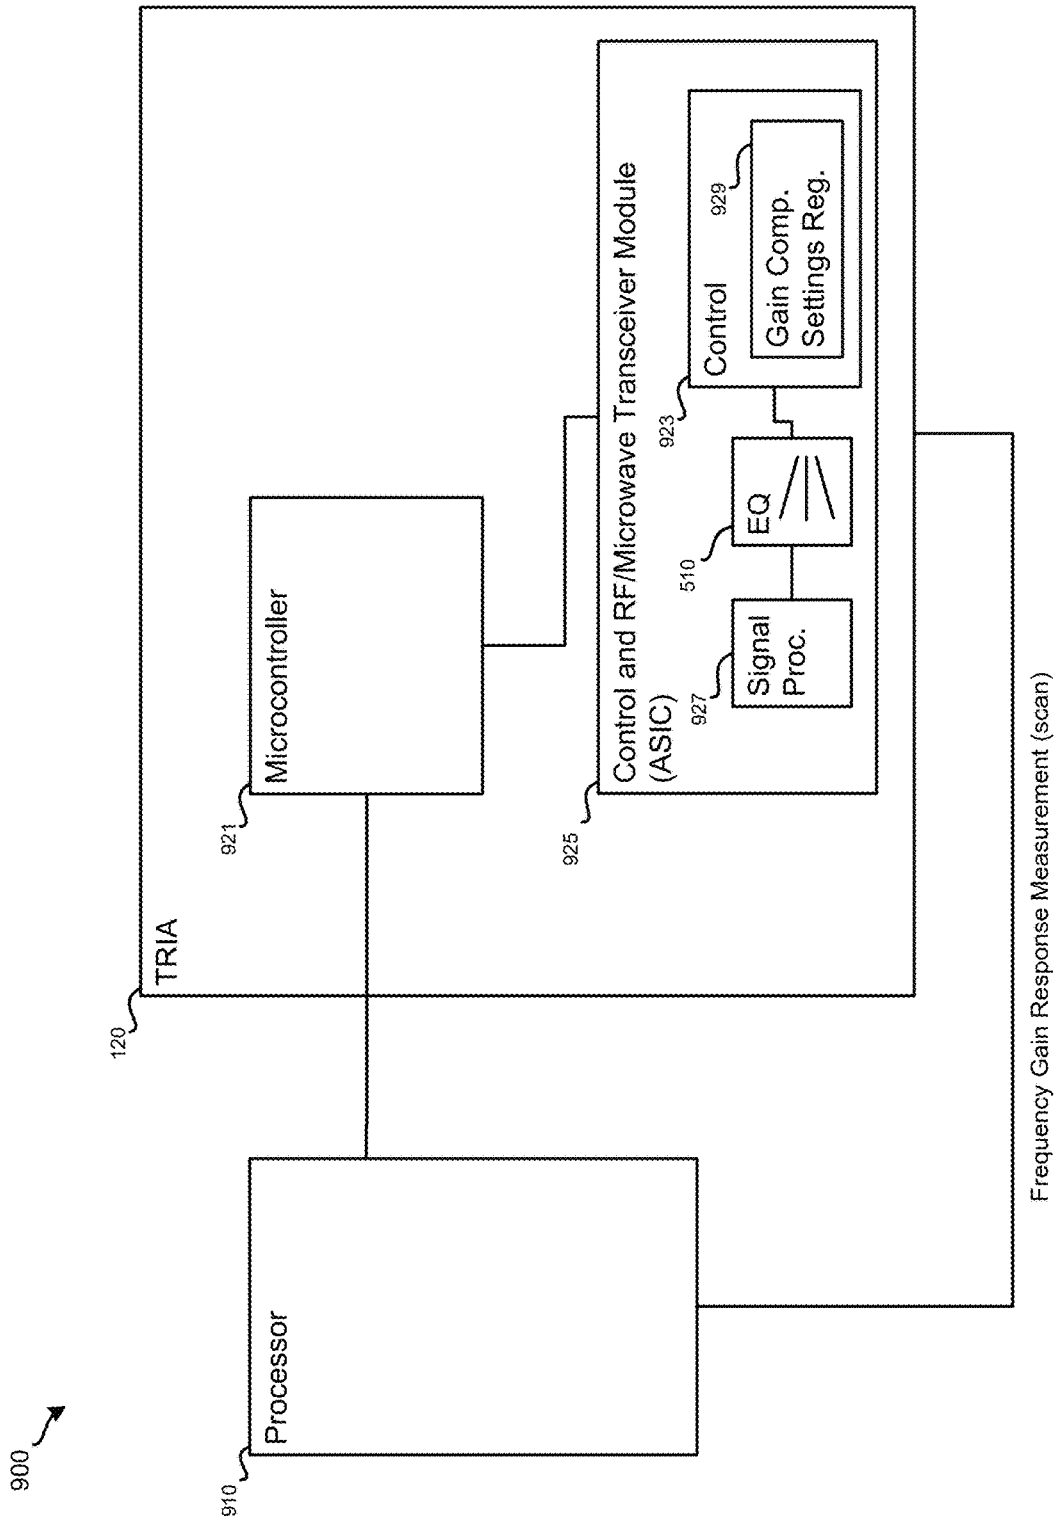 900
910
Processor
120
TRIA
921
Microcontroller
925
Control and RF/Microwave Transceiver Module
(ASIC)
927
Signal
Proc.
510
EQ
923
Control
929
Gain Comp.
Settings Reg.
Frequency Gain Response Measurement (scan)